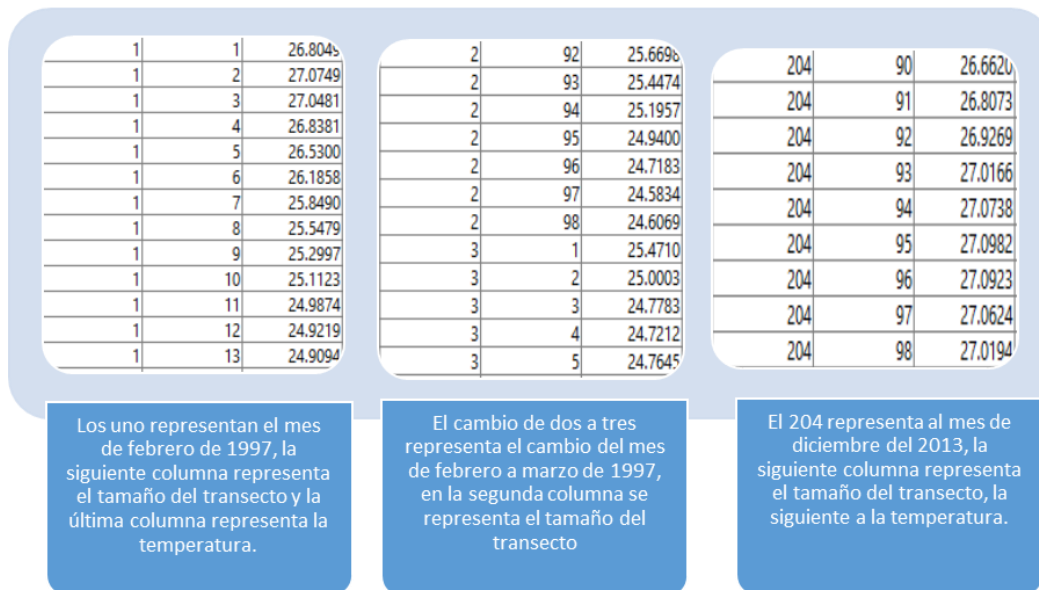 1 1 26.8049
1 2 27.0749
1 3 27.0481
1 4 26.8381
1 5 26.5300
1 6 26.1858
1 7 25.8490
1 8 25.5479
1 9 25.2997
1 10 25.1123
1 11 24.9874
1 12 24.9219
1 13 24.9094
2 92 25.6698
2 93 25.4474
2 94 25.1957
2 95 24.9400
2 96 24.7183
2 97 24.5834
2 98 24.6069
3 1 25.4710
3 2 25.0003
3 3 24.7783
3 4 24.7212
3 5 24.7645
204 90 26.6620
204 91 26.8073
204 92 26.9269
204 93 27.0166
204 94 27.0738
204 95 27.0982
204 96 27.0923
204 97 27.0624
204 98 27.0194
Los uno representan el mes
de febrero de 1997, la
siguiente columna representa
el tamaño del transecto y la
última columna representa la
temperatura.
El cambio de dos a tres
representa el cambio del mes
de febrero a marzo de 1997,
en la segunda columna se
representa el tamaño del
transecto
El 204 representa al mes de
diciembre del 2013, la
siguiente columna representa
el tamaño del transecto, la
siguiente a la temperatura.